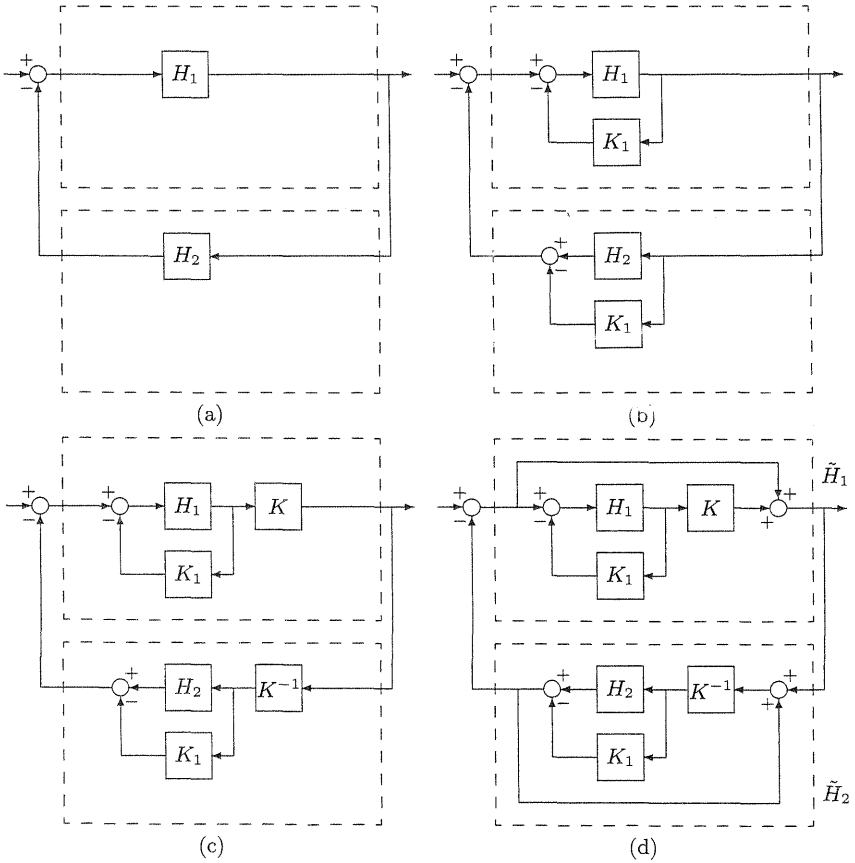 +
−
H₁
H₂
(a)
+
−
−
H₁
K₁
+
H₂
−
K₁
(b)
+
+
−
−
H₁
K
K₁
+
H₂
K⁻¹
−
K₁
(c)
+
+
−
−
H₁
K
+
+
H̃₁
K₁
+
H₂
K⁻¹
+
+
−
K₁
H̃₂
(d)